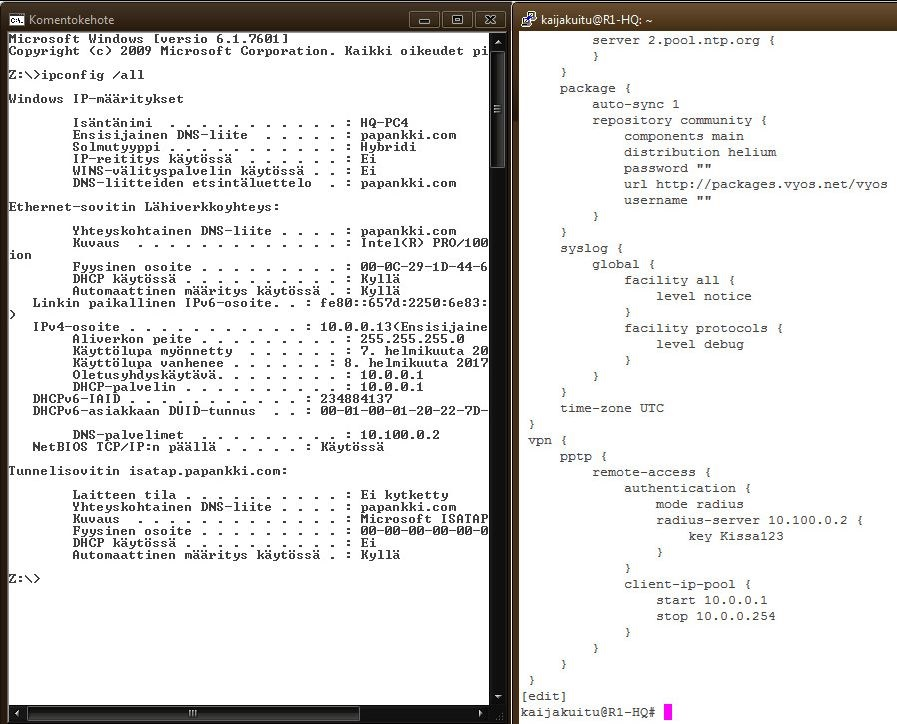 Komentokehote
Microsoft Windows [versio 6.1.7601]
Copyright (c) 2009 Microsoft Corporation. Kaikki oikeudet pi
Z:\>ipconfig /all
Windows IP-määritykset
Isäntänimi . . . . . . . . . . . : HQ-PC4
Ensisijainen DNS-liite . . . . . : papankki.com
Solmutyyppi . . . . . . . . . . : Hybridi
IP-reititys käytössä . . . . . . : Ei
WINS-välityspalvelin käytössä . . : Ei
DNS-liitteiden etsintäluettelo . : papankki.com
Ethernet-sovitin Lähiverkkoyhteys:
Yhteyskohtainen DNS-liite . . . . : papankki.com
Kuvaus . . . . . . . . . . . . . : Intel(R) PRO/100
ion
Fyysinen osoite . . . . . . . . . : 00-0C-29-1D-44-6
DHCP käytössä . . . . . . . . . . : Kyllä
Automaattinen määritys käytössä . : Kyllä
Linkin paikallinen IPv6-osoite. . : fe80::657d:2250:6e83:
>
IPv4-osoite . . . . . . . . . . . : 10.0.0.13(Ensisijaine
Aliverkon peite . . . . . . . . . : 255.255.255.0
Käyttölupa myönnetty . . . . . . : 7. helmikuuta 20
Käyttölupa vanhenee . . . . . . . : 8. helmikuuta 2017
Oletusyhdyskäytävä. . . . . . . . : 10.0.0.1
DHCP-palvelin . . . . . . . . . . : 10.0.0.1
DHCPv6-IAID . . . . . . . . . . . : 234884137
DHCPv6-asiakkaan DUID-tunnus . . : 00-01-00-01-20-22-7D-
DNS-palvelimet . . . . . . . . . : 10.100.0.2
NetBIOS TCP/IP:n päällä . . . . . : Käytössä
Tunnelisovitin isatap.papankki.com:
Laitteen tila . . . . . . . . . . : Ei kytketty
Yhteyskohtainen DNS-liite . . . . : papankki.com
Kuvaus . . . . . . . . . . . . . : Microsoft ISATAP
Fyysinen osoite . . . . . . . . . : 00-00-00-00-00-0
DHCP käytössä . . . . . . . . . . : Ei
Automaattinen määritys käytössä . : Kyllä
Z:\>
kaijakuitu@R1-HQ: ~
server 2.pool.ntp.org {
}
}
package {
auto-sync 1
repository community {
components main
distribution helium
password ""
url http://packages.vyos.net/vyos
username ""
}
}
syslog {
global {
facility all {
level notice
}
facility protocols {
level debug
}
}
}
time-zone UTC
}
vpn {
pptp {
remote-access {
authentication {
mode radius
radius-server 10.100.0.2 {
key Kissa123
}
}
client-ip-pool {
start 10.0.0.1
stop 10.0.0.254
}
}
}
}
[edit]
kaijakuitu@R1-HQ#